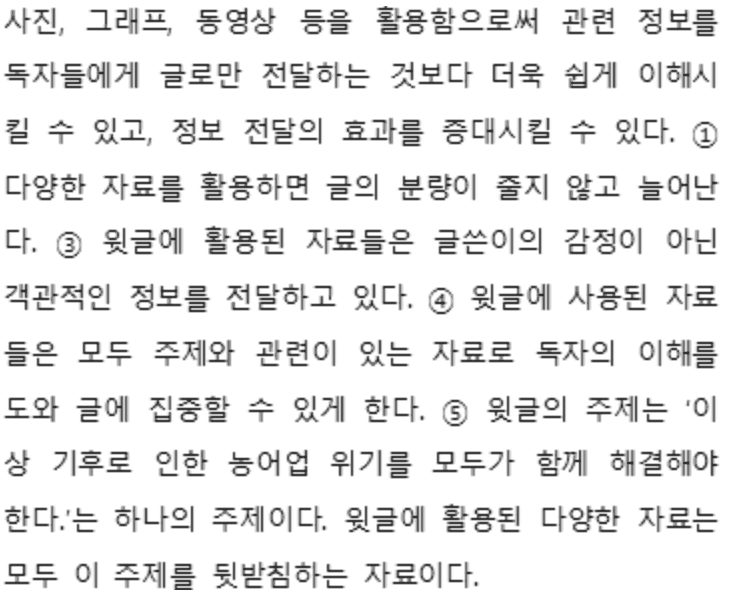 사진, 그래프, 동영상 등을 활용함으로써 관련 정보를
독자들에게 글로만 전달하는 것보다 더욱 쉽게 이해시
킬 수 있고, 정보 전달의 효과를 증대시킬 수 있다. ①
다양한 자료를 활용하면 글의 분량이 줄지 않고 늘어난
다. ③ 윗글에 활용된 자료들은 글쓴이의 감정이 아닌
객관적인 정보를 전달하고 있다. ④ 윗글에 사용된 자료
들은 모두 주제와 관련이 있는 자료로 독자의 이해를
도와 글에 집중할 수 있게 한다. ⑤ 윗글의 주제는 '이
상 기후로 인한 농어업 위기를 모두가 함께 해결해야
한다.'는 하나의 주제이다. 윗글에 활용된 다양한 자료는
모두 이 주제를 뒷받침하는 자료이다.